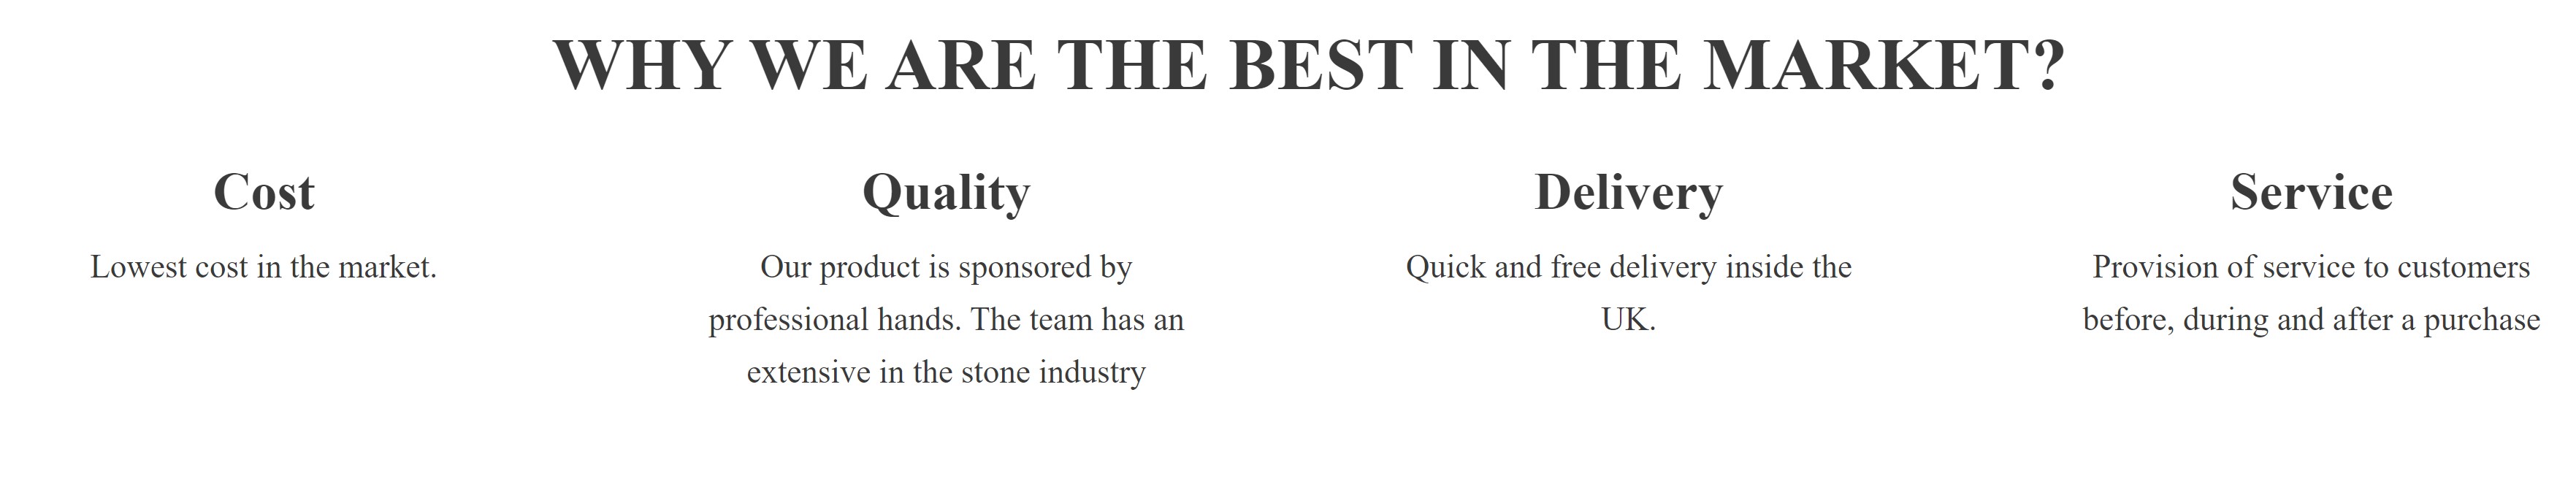 WHY WE ARE THE BEST IN THE MARKET?
Cost
Lowest cost in the market.
Quality
Our product is sponsored by
professional hands. The team has an
extensive in the stone industry
Delivery
Quick and free delivery inside the
UK.
Service
Provision of service to customers
before, during and after a purchase